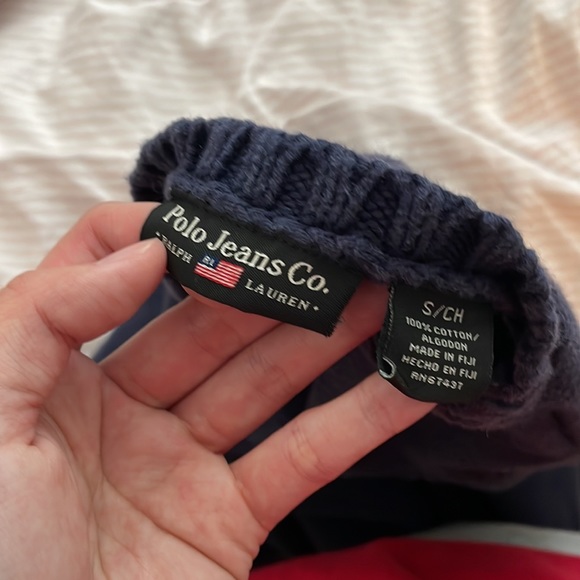 Polo Jeans Co.
• RALPH LAUREN •
RL
S/CH
100% COTTON/
ALGODON
MADE IN FIJI
HECHO EN FIJI
RN67437